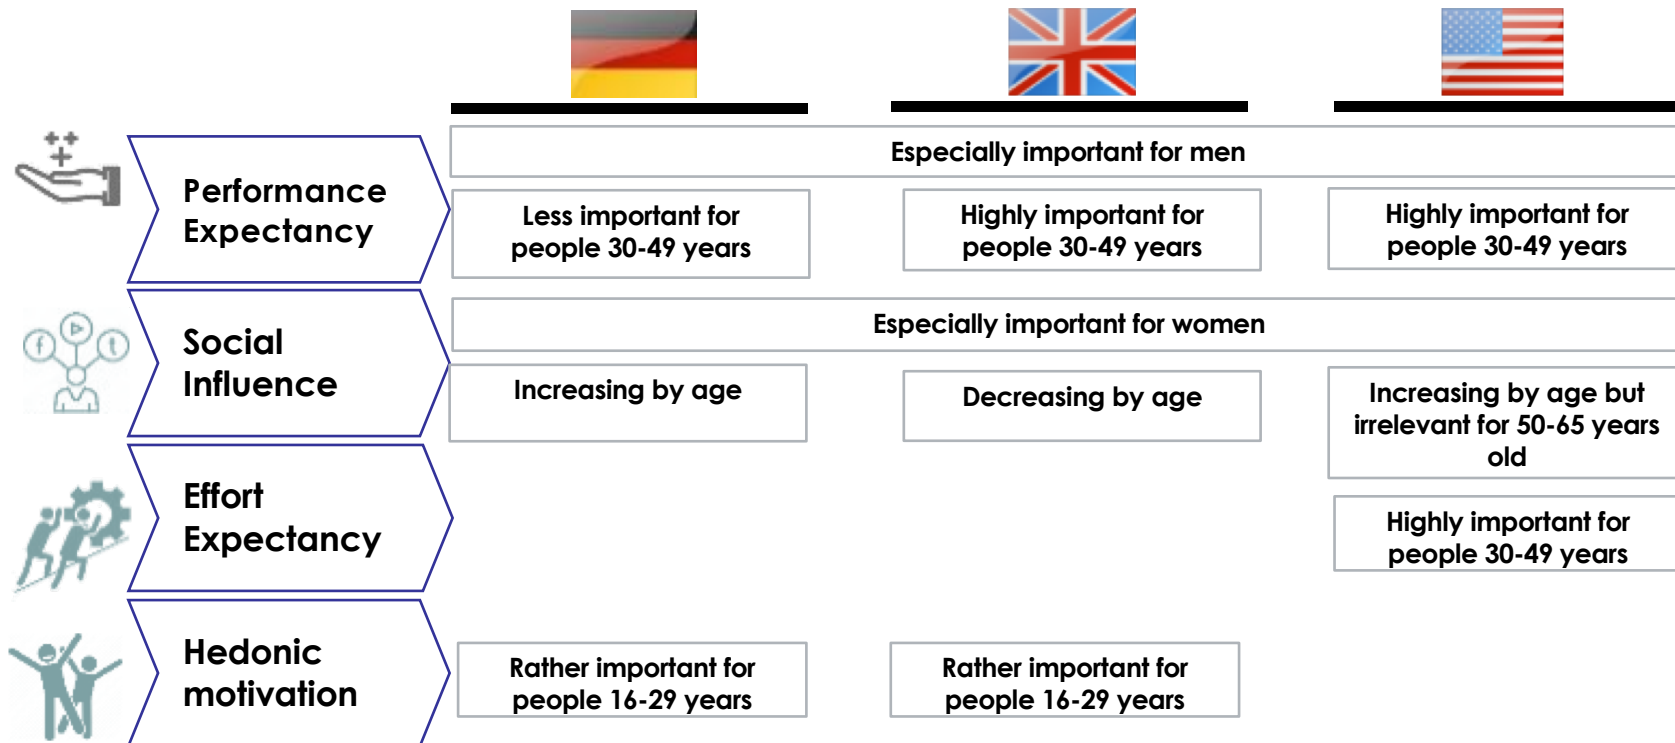 Especially important for men
Performance
Expectancy
Less important for
people 30-49 years
Highly important for
people 30-49 years
Highly important for
people 30-49 years
Especially important for women
Social
Influence
Increasing by age
Decreasing by age
Increasing by age but
irrelevant for 50-65 years
old
Effort
Expectancy
Highly important for
people 30-49 years
Hedonic
motivation
Rather important for
people 16-29 years
Rather important for
people 16-29 years
f
t